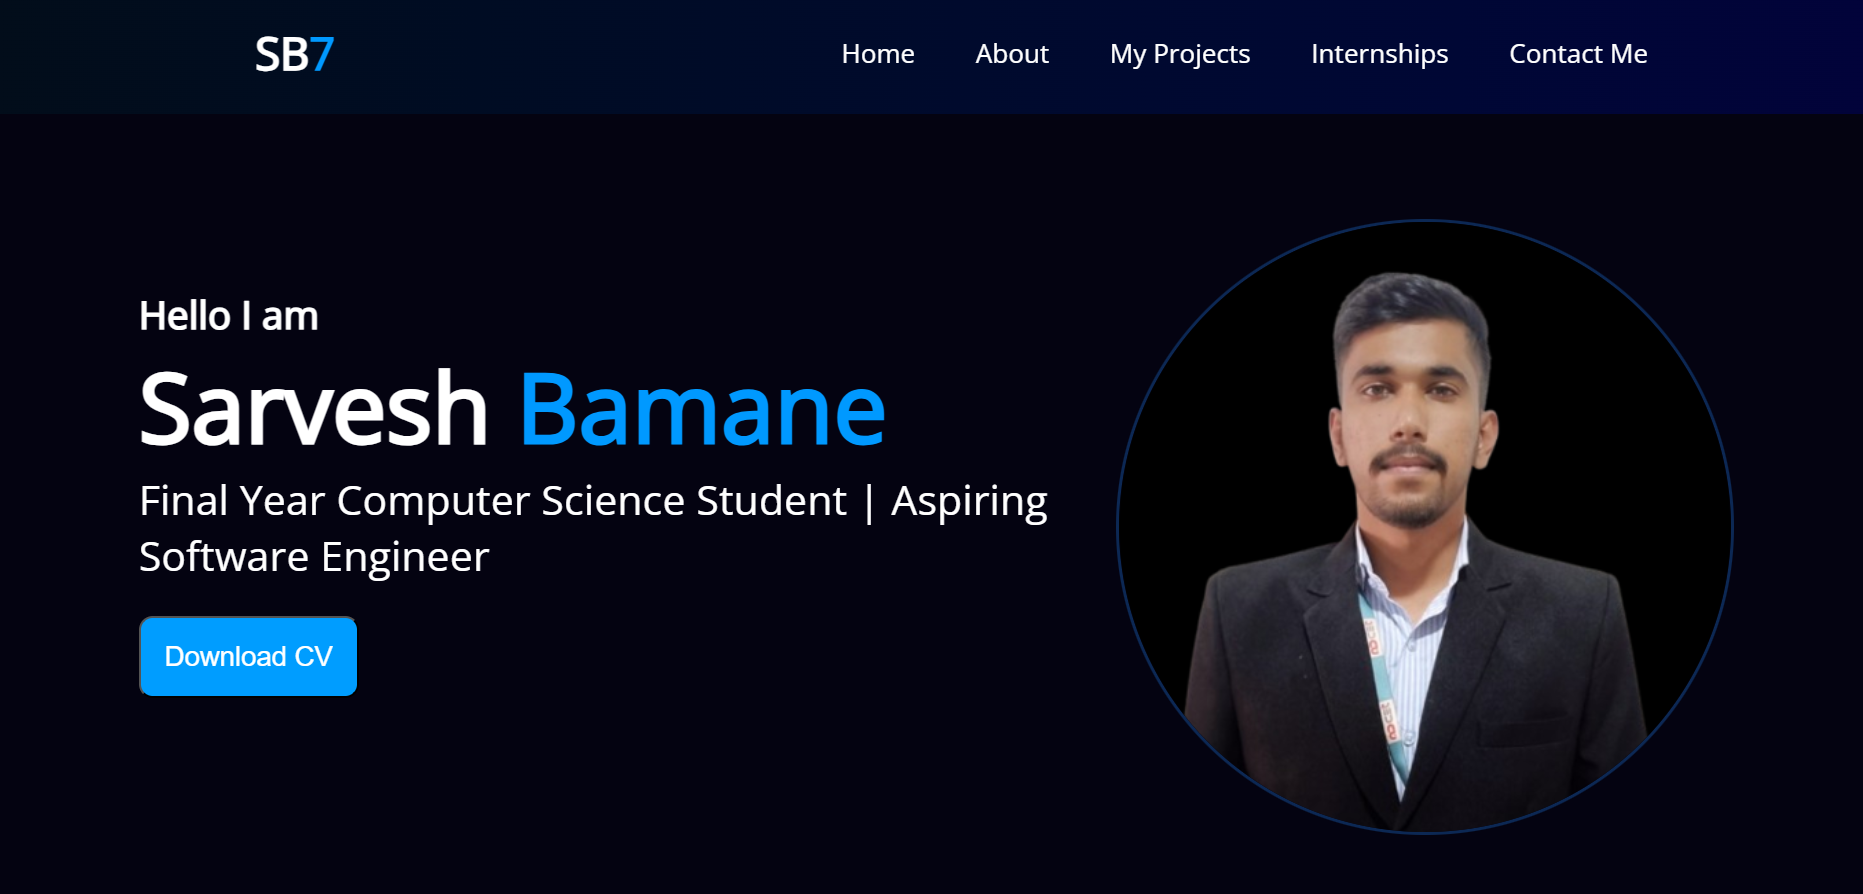 SB7
Home About My Projects Internships Contact Me
Hello I am
Sarvesh Bamane
Final Year Computer Science Student | Aspiring
Software Engineer
Download CV